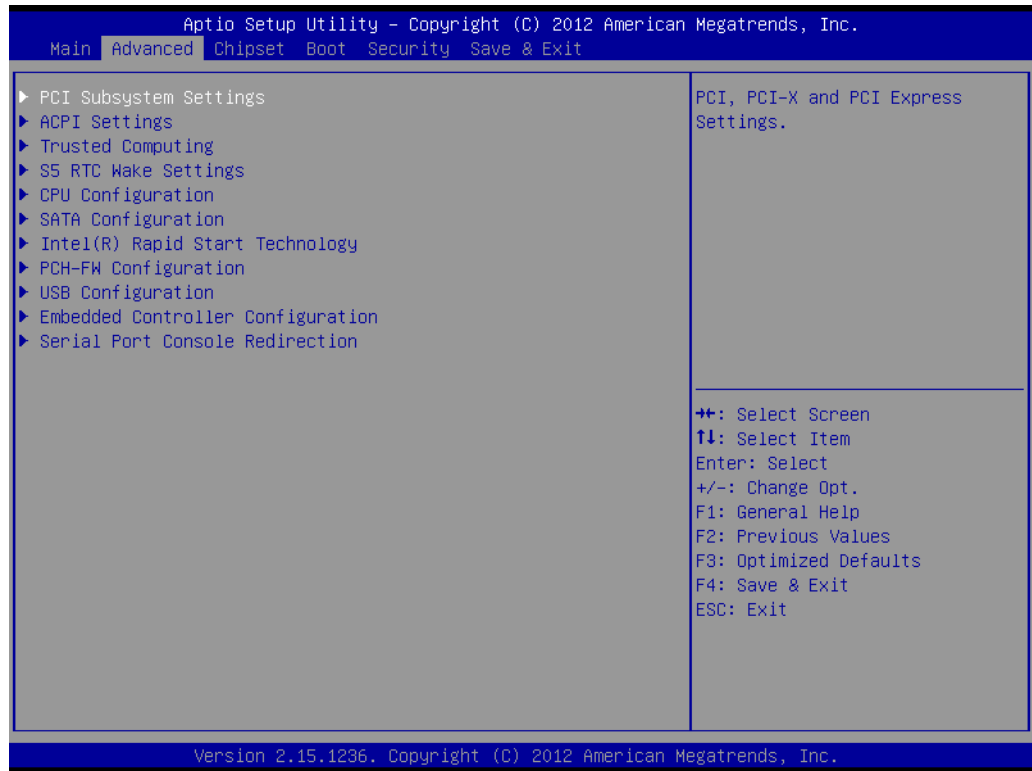 Aptio Setup Utility – Copyright (C) 2012 American Megatrends, Inc.
Main Advanced Chipset Boot Security Save & Exit
▶ PCI Subsystem Settings
▶ ACPI Settings
▶ Trusted Computing
▶ S5 RTC Wake Settings
▶ CPU Configuration
▶ SATA Configuration
▶ Intel(R) Rapid Start Technology
▶ PCH-FW Configuration
▶ USB Configuration
▶ Embedded Controller Configuration
▶ Serial Port Console Redirection
PCI, PCI-X and PCI Express
Settings.
→←: Select Screen
↑↓: Select Item
Enter: Select
+/-: Change Opt.
F1: General Help
F2: Previous Values
F3: Optimized Defaults
F4: Save & Exit
ESC: Exit
Version 2.15.1236. Copyright (C) 2012 American Megatrends, Inc.